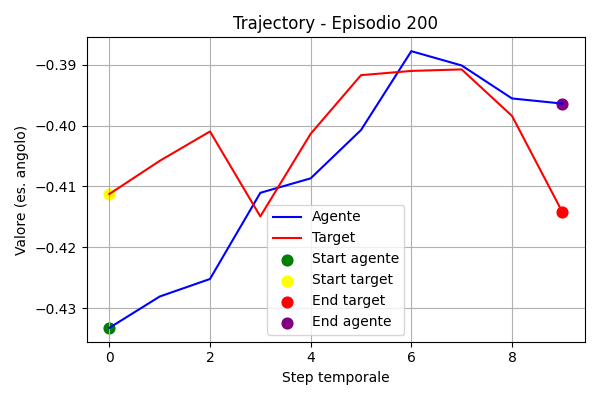 Trajectory - Episodio 200
Valore (es. angolo)
−0.39
−0.40
−0.41
−0.42
−0.43
Agente
Target
Start agente
Start target
End target
End agente
0 2 4 6 8
Step temporale